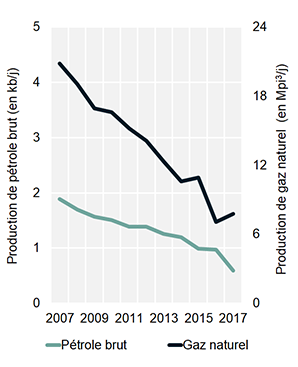 Production de pétrole brut (en kb/j)
5
4
3
2
1
0
24
18
12
6
0
Production de gaz naturel (en Mpi³/j)
2007 2009 2011 2013 2015 2017
Pétrole brut Gaz naturel